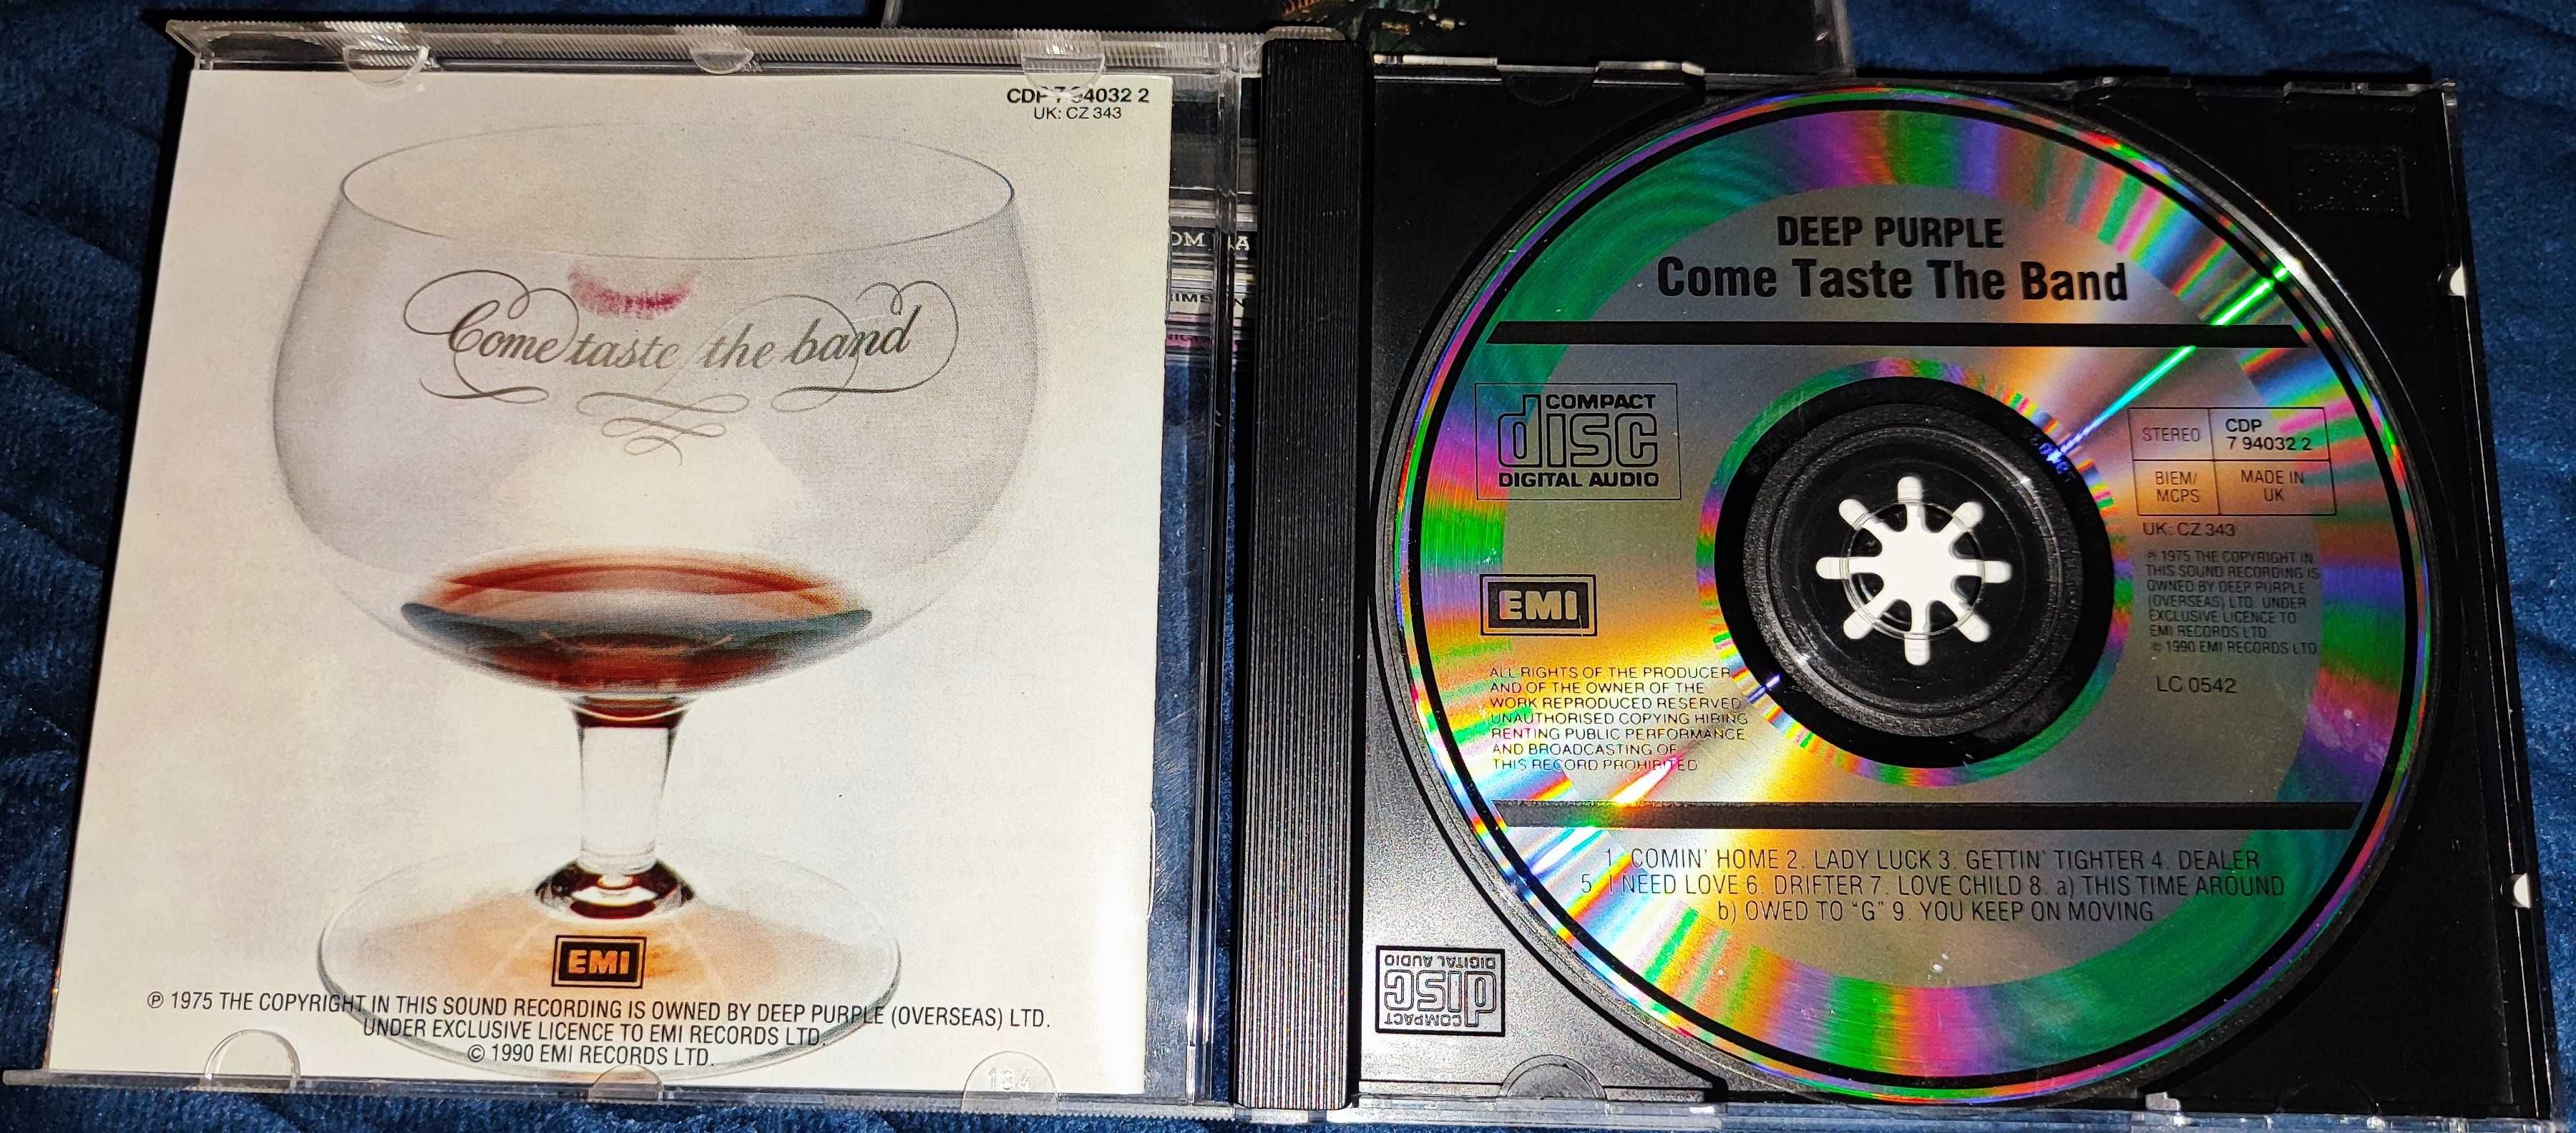 CDP 7 94032 2
UK: CZ 343
Come taste the band
EMI
℗ 1975 THE COPYRIGHT IN THIS SOUND RECORDING IS OWNED BY DEEP PURPLE (OVERSEAS) LTD.
UNDER EXCLUSIVE LICENCE TO EMI RECORDS LTD.
© 1990 EMI RECORDS LTD.
134
DEEP PURPLE
Come Taste The Band
COMPACT
disc
DIGITAL AUDIO
STEREO
CDP
7 94032 2
BIEM/
MCPS
MADE IN
UK
UK: CZ 343
℗ 1975 THE COPYRIGHT IN
THIS SOUND RECORDING IS
OWNED BY DEEP PURPLE
(OVERSEAS) LTD. UNDER
EXCLUSIVE LICENCE TO
EMI RECORDS LTD.
© 1990 EMI RECORDS LTD
LC 0542
EMI
ALL RIGHTS OF THE PRODUCER
AND OF THE OWNER OF THE
WORK REPRODUCED RESERVED
UNAUTHORISED COPYING HIRING
RENTING PUBLIC PERFORMANCE
AND BROADCASTING OF
THIS RECORD PROHIBITED
1. COMIN' HOME 2. LADY LUCK 3. GETTIN' TIGHTER 4. DEALER
5. I NEED LOVE 6. DRIFTER 7. LOVE CHILD 8. a) THIS TIME AROUND
b) OWED TO "G" 9. YOU KEEP ON MOVING
COMPACT
disc
DIGITAL AUDIO